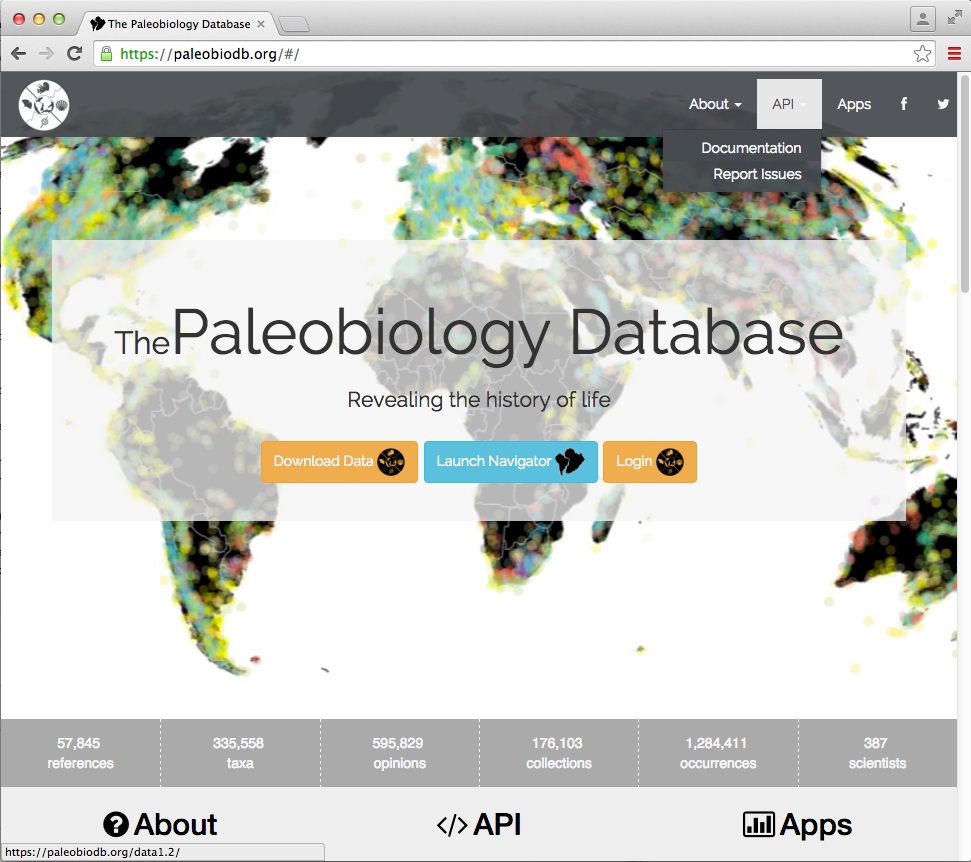 The Paleobiology Database
https://paleobiodb.org/#/
About API Apps
Documentation
Report Issues
ThePaleobiology Database
Revealing the history of life
Download Data Launch Navigator Login
57,845 335,558 595,829 176,103 1,284,411 387
references taxa opinions collections occurrences scientists
About </> API Apps
https://paleobiodb.org/data1.2/